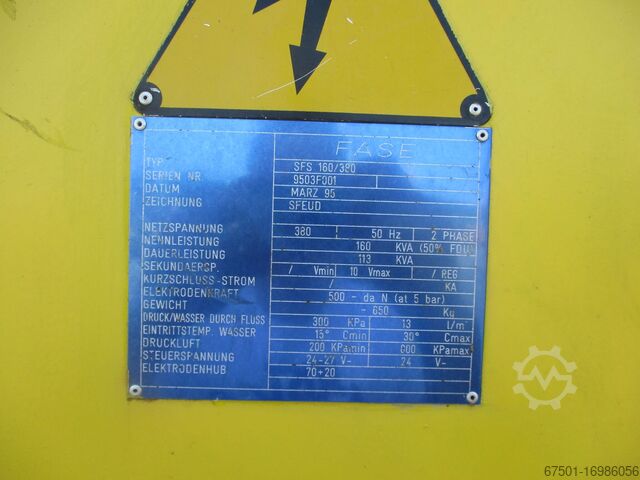 FASE
TYP SFS 160/380
SERIEN NR. 9503F001
DATUM MARZ 95
ZEICHNUNG SFEUD
NETZSPANNUNG 380 50 Hz 2 PHASE
NENNLEISTUNG 160 KVA (50% FDU)
DAUERLEISTUNG 113 KVA
SEKUNDAERSP. / Vmin 10 Vmax / REG
KURZSCHLUSS-STROM / KA
ELEKTRODENKRAFT 500 - da N (at 5 bar)
GEWICHT - 650 Kg
DRUCK/WASSER DURCH FLUSS 300 KPa 13 l/m
EINTRITTSTEMP. WASSER 15° Cmin 30° Cmax
DRUCKLUFT 200 KPamin 600 KPamax
STEUERSPANNUNG 24-27 V~ 24 V-
ELEKTRODENHUB 70+20
67501-16986056